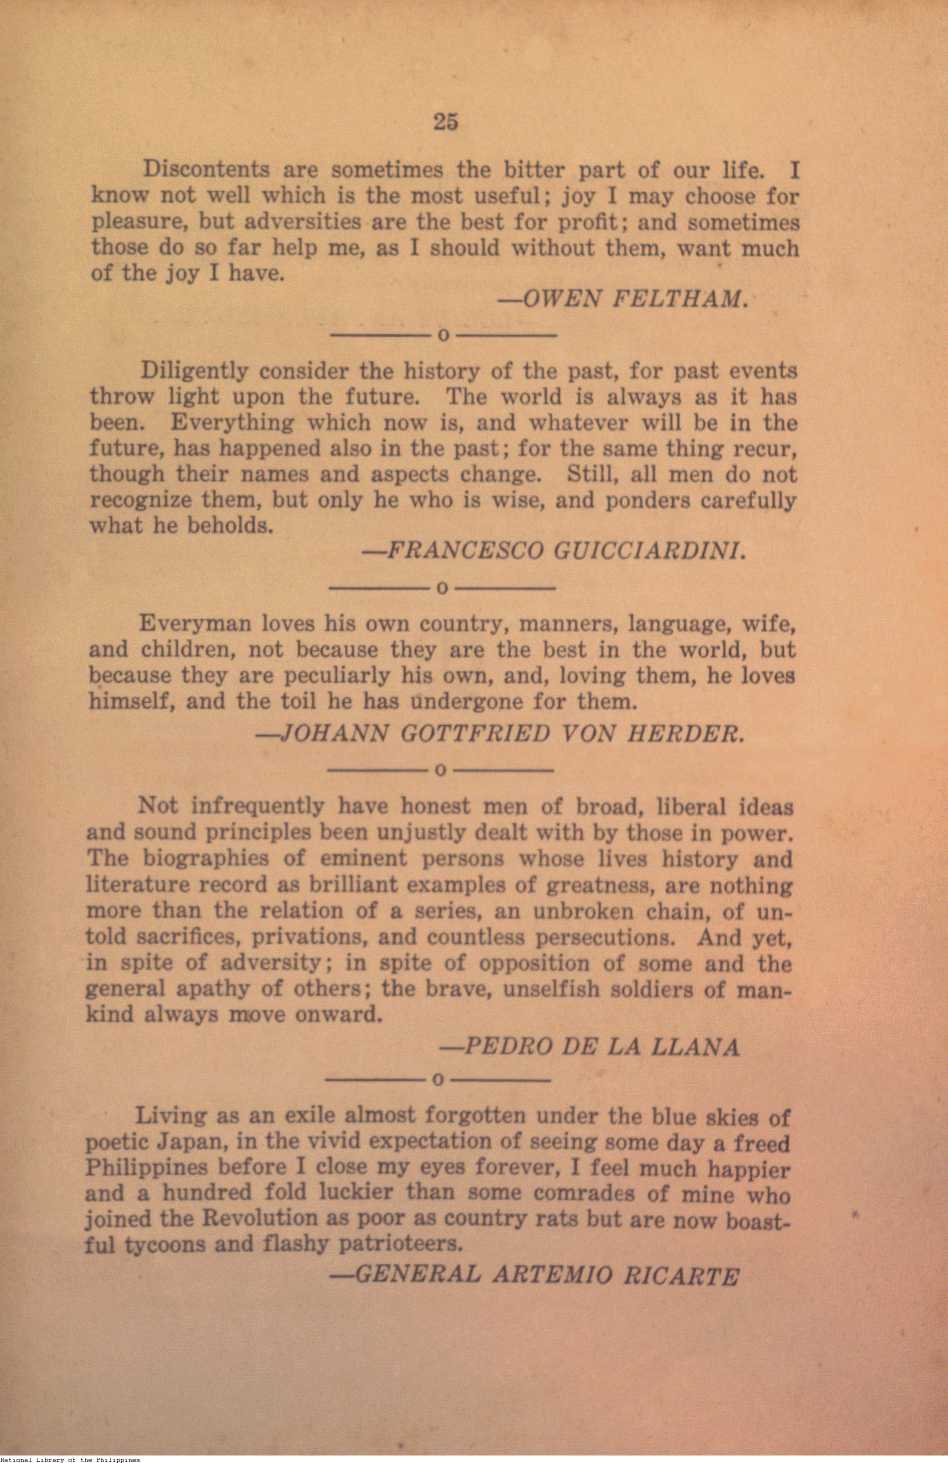 25
Discontents are sometimes the bitter part of our life. I
know not well which is the most useful; joy I may choose for
pleasure, but adversities are the best for profit; and sometimes
those do so far help me, as I should without them, want much
of the joy I have.
—OWEN FELTHAM.
——— o ———
Diligently consider the history of the past, for past events
throw light upon the future. The world is always as it has
been. Everything which now is, and whatever will be in the
future, has happened also in the past; for the same thing recur,
though their names and aspects change. Still, all men do not
recognize them, but only he who is wise, and ponders carefully
what he beholds.
—FRANCESCO GUICCIARDINI.
——— o ———
Everyman loves his own country, manners, language, wife,
and children, not because they are the best in the world, but
because they are peculiarly his own, and, loving them, he loves
himself, and the toil he has undergone for them.
—JOHANN GOTTFRIED VON HERDER.
——— o ———
Not infrequently have honest men of broad, liberal ideas
and sound principles been unjustly dealt with by those in power.
The biographies of eminent persons whose lives history and
literature record as brilliant examples of greatness, are nothing
more than the relation of a series, an unbroken chain, of un-
told sacrifices, privations, and countless persecutions. And yet,
in spite of adversity; in spite of opposition of some and the
general apathy of others; the brave, unselfish soldiers of man-
kind always move onward.
—PEDRO DE LA LLANA
——— o ———
Living as an exile almost forgotten under the blue skies of
poetic Japan, in the vivid expectation of seeing some day a freed
Philippines before I close my eyes forever, I feel much happier
and a hundred fold luckier than some comrades of mine who
joined the Revolution as poor as country rats but are now boast-
ful tycoons and flashy patrioteers.
—GENERAL ARTEMIO RICARTE
National Library of the Philippines